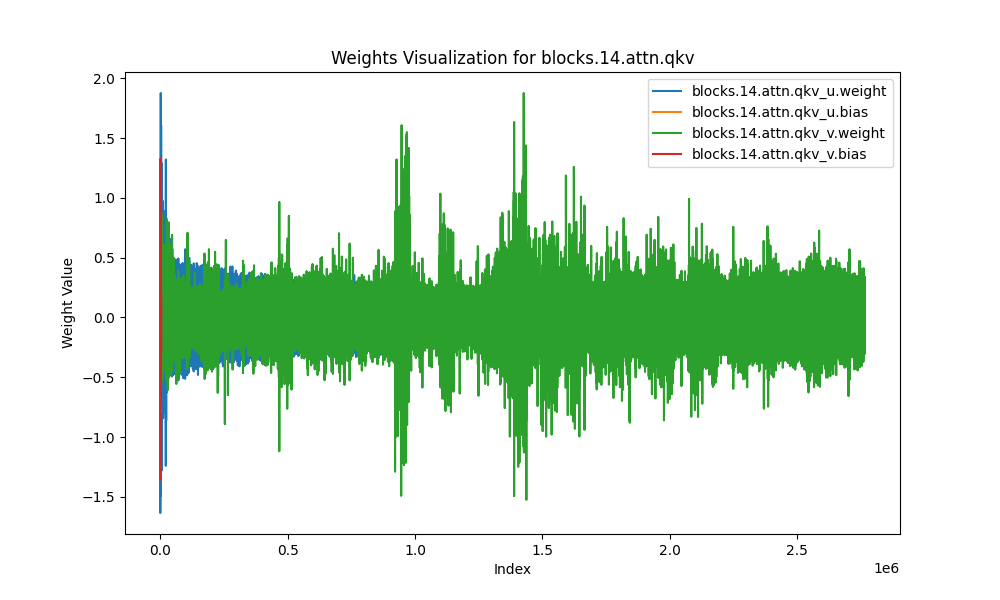 Weights Visualization for blocks.14.attn.qkv
2.0
1.5
1.0
0.5
0.0
−0.5
−1.0
−1.5
Weight Value
blocks.14.attn.qkv_u.weight
blocks.14.attn.qkv_u.bias
blocks.14.attn.qkv_v.weight
blocks.14.attn.qkv_v.bias
0.0 0.5 1.0 1.5 2.0 2.5
1e6
Index